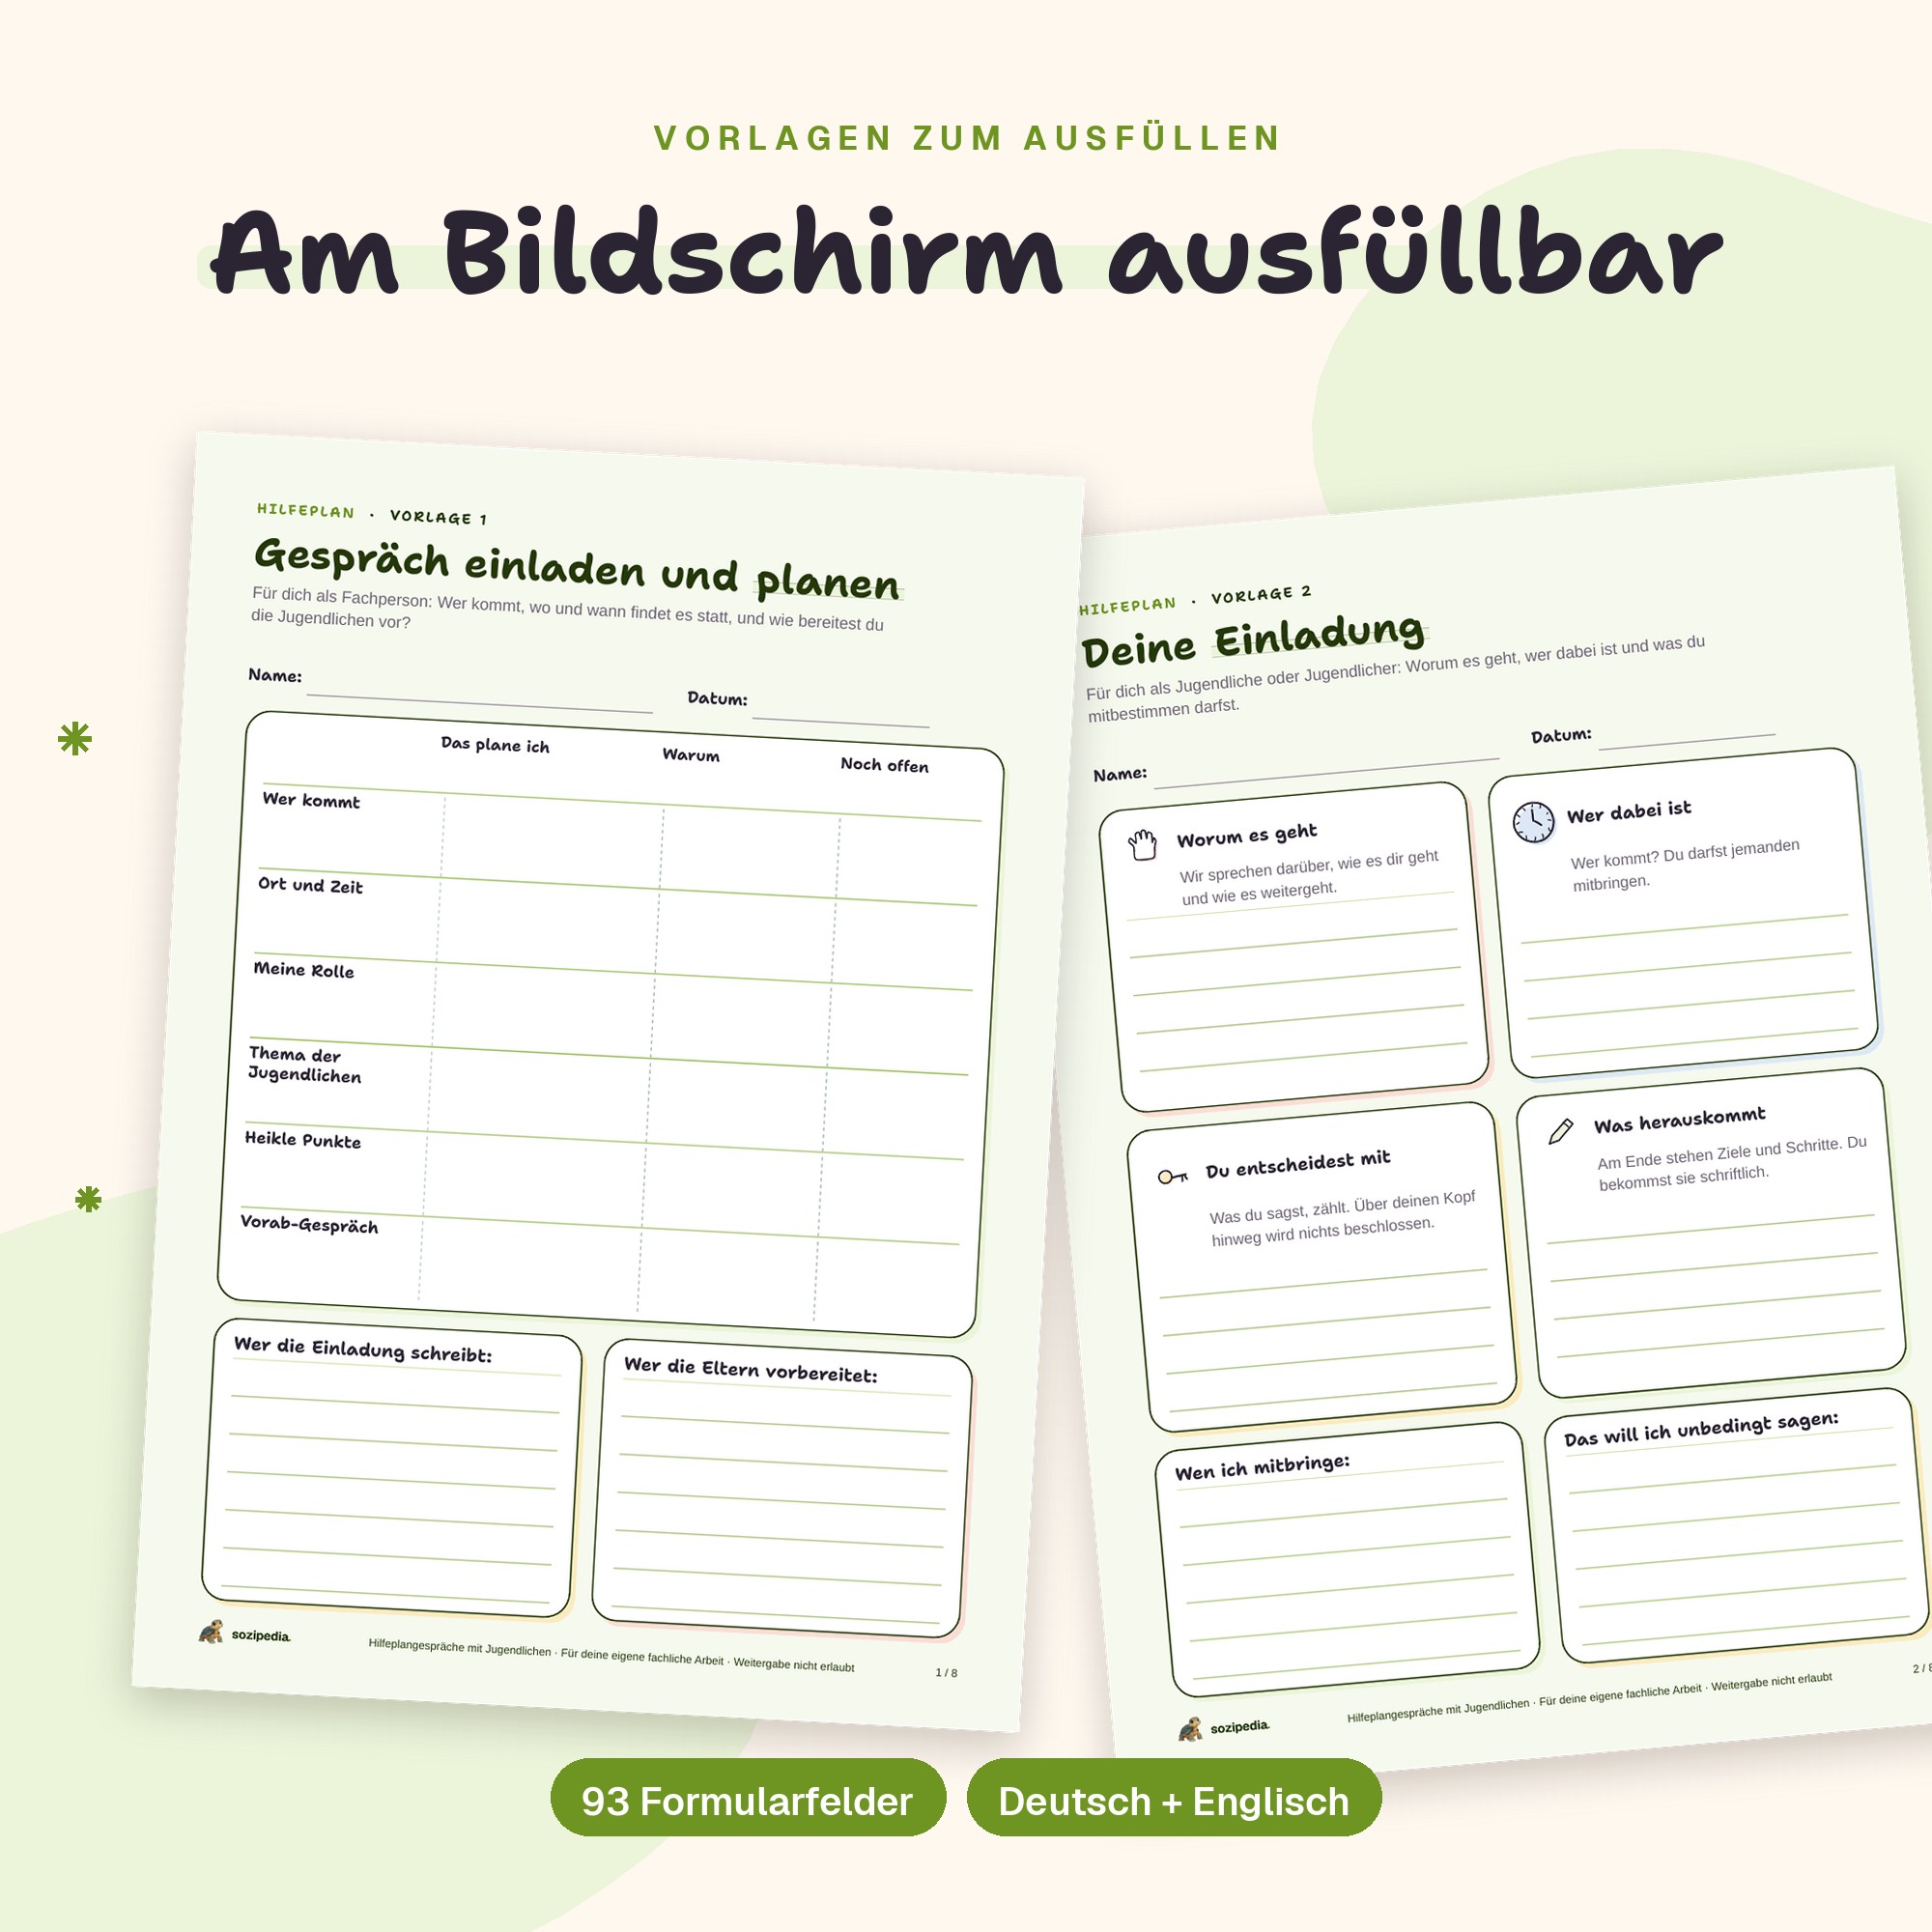 VORLAGEN ZUM AUSFÜLLEN
Am Bildschirm ausfüllbar
HILFEPLAN · VORLAGE 1
Gespräch einladen und planen
Für dich als Fachperson: Wer kommt, wo und wann findet es statt, und wie bereitest du
die Jugendlichen vor?
Name:
Datum:
Das plane ich
Warum
Noch offen
Wer kommt
Ort und Zeit
Meine Rolle
Thema der
Jugendlichen
Heikle Punkte
Vorab-Gespräch
Wer die Einladung schreibt:
Wer die Eltern vorbereitet:
sozipedia.
Hilfeplangespräche mit Jugendlichen · Für deine eigene fachliche Arbeit · Weitergabe nicht erlaubt
1 / 8
HILFEPLAN · VORLAGE 2
Deine Einladung
Für dich als Jugendliche oder Jugendlicher: Worum es geht, wer dabei ist und was du
mitbestimmen darfst.
Name:
Datum:
Worum es geht
Wir sprechen darüber, wie es dir geht
und wie es weitergeht.
Wer dabei ist
Wer kommt? Du darfst jemanden
mitbringen.
Du entscheidest mit
Was du sagst, zählt. Über deinen Kopf
hinweg wird nichts beschlossen.
Was herauskommt
Am Ende stehen Ziele und Schritte. Du
bekommst sie schriftlich.
Wen ich mitbringe:
Das will ich unbedingt sagen:
sozipedia.
Hilfeplangespräche mit Jugendlichen · Für deine eigene fachliche Arbeit · Weitergabe nicht erlaubt
2 / 8
93 Formularfelder
Deutsch + Englisch